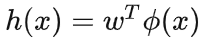 h(x) = w^T ϕ(x)